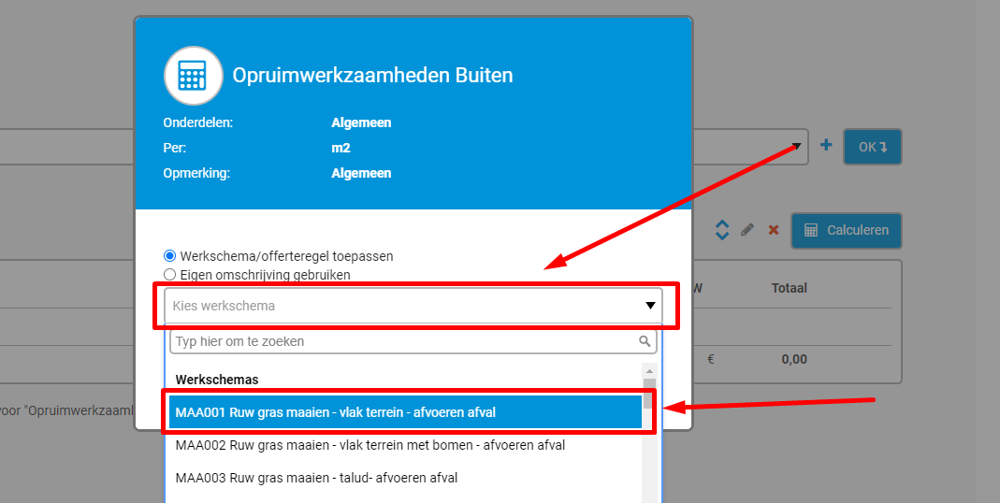 Opruimwerkzaamheden Buiten
Onderdelen: Algemeen
Per: m2
Opmerking: Algemeen
OK
Calculeren
Werkschema/offerteregel toepassen
Eigen omschrijving gebruiken
Kies werkschema
W Totaal
Typ hier om te zoeken
€ 0,00
Werkschemas
voor "Opruimwerkzaaml
MAA001 Ruw gras maaien - vlak terrein - afvoeren afval
MAA002 Ruw gras maaien - vlak terrein met bomen - afvoeren afval
MAA003 Ruw gras maaien - talud- afvoeren afval